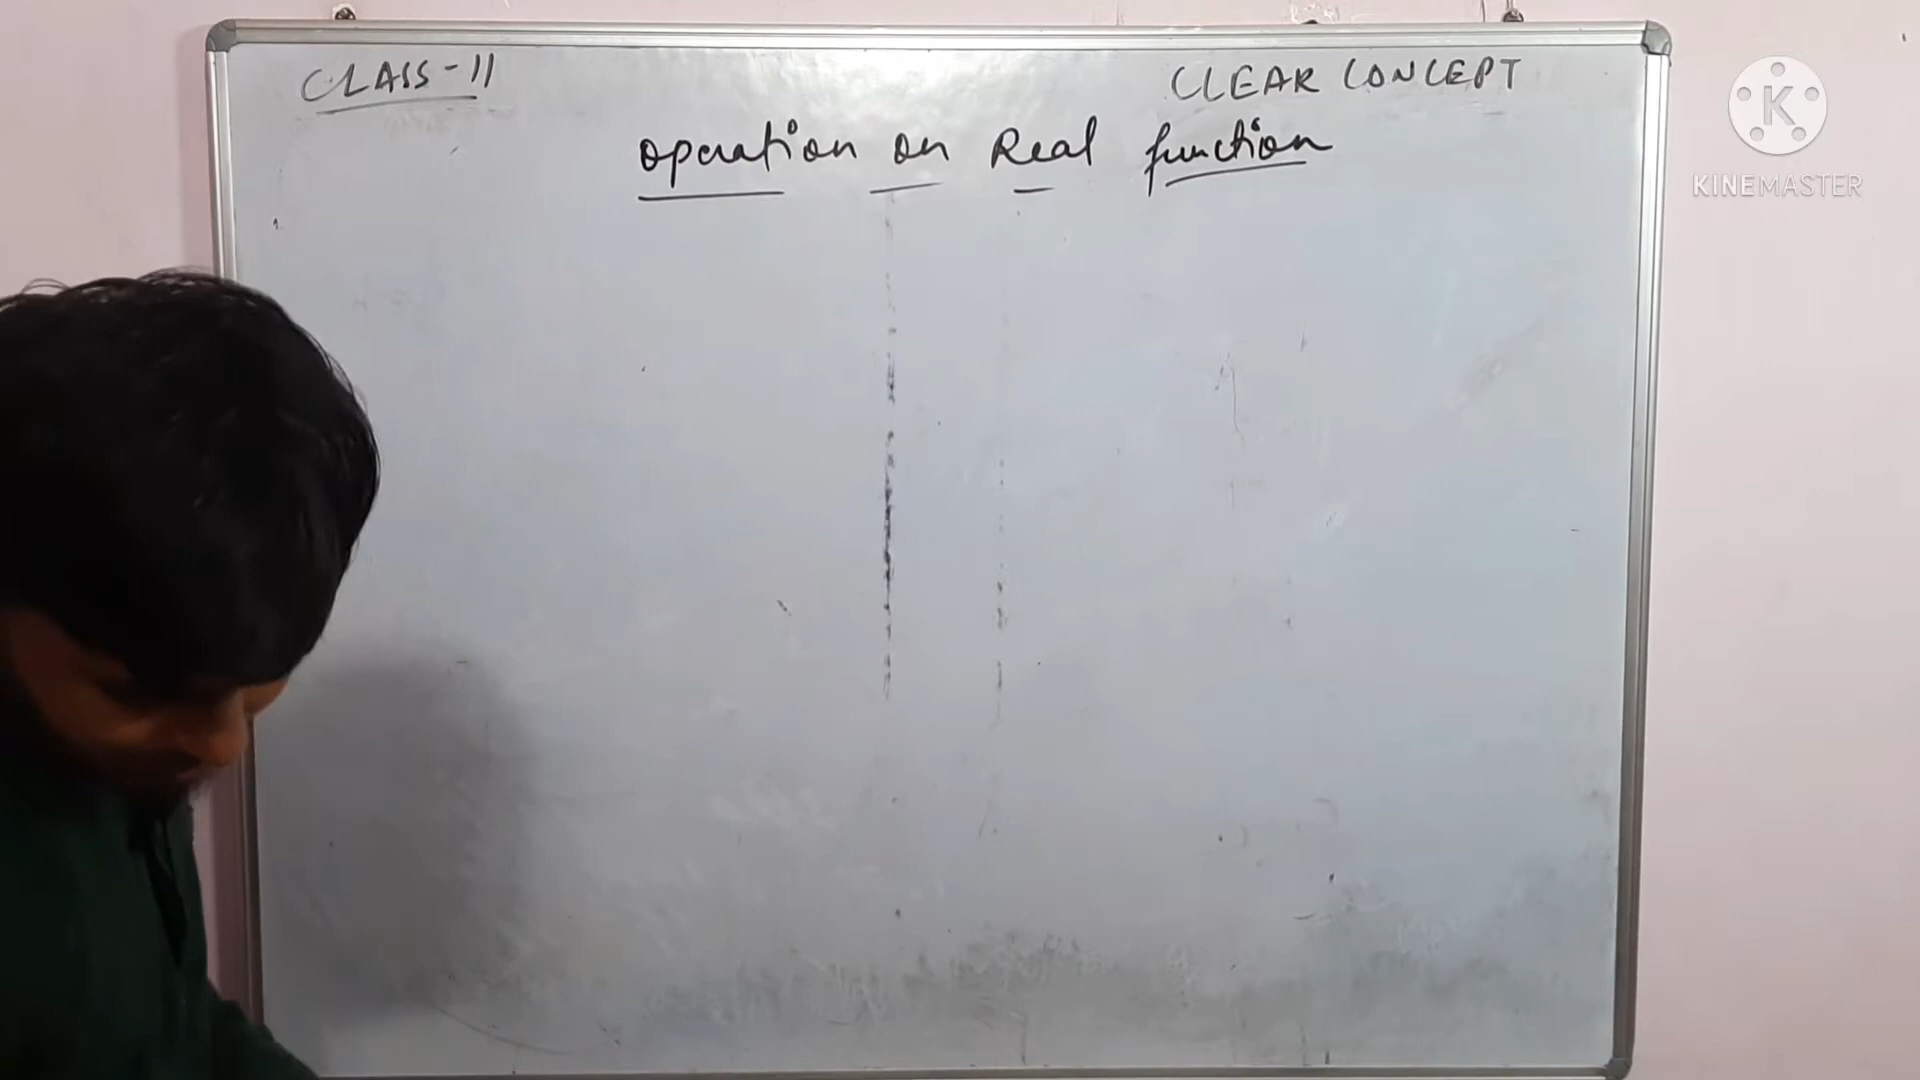 CLASS-11
CLEAR CONCEPT
operation on Real function
K
KINEMASTER